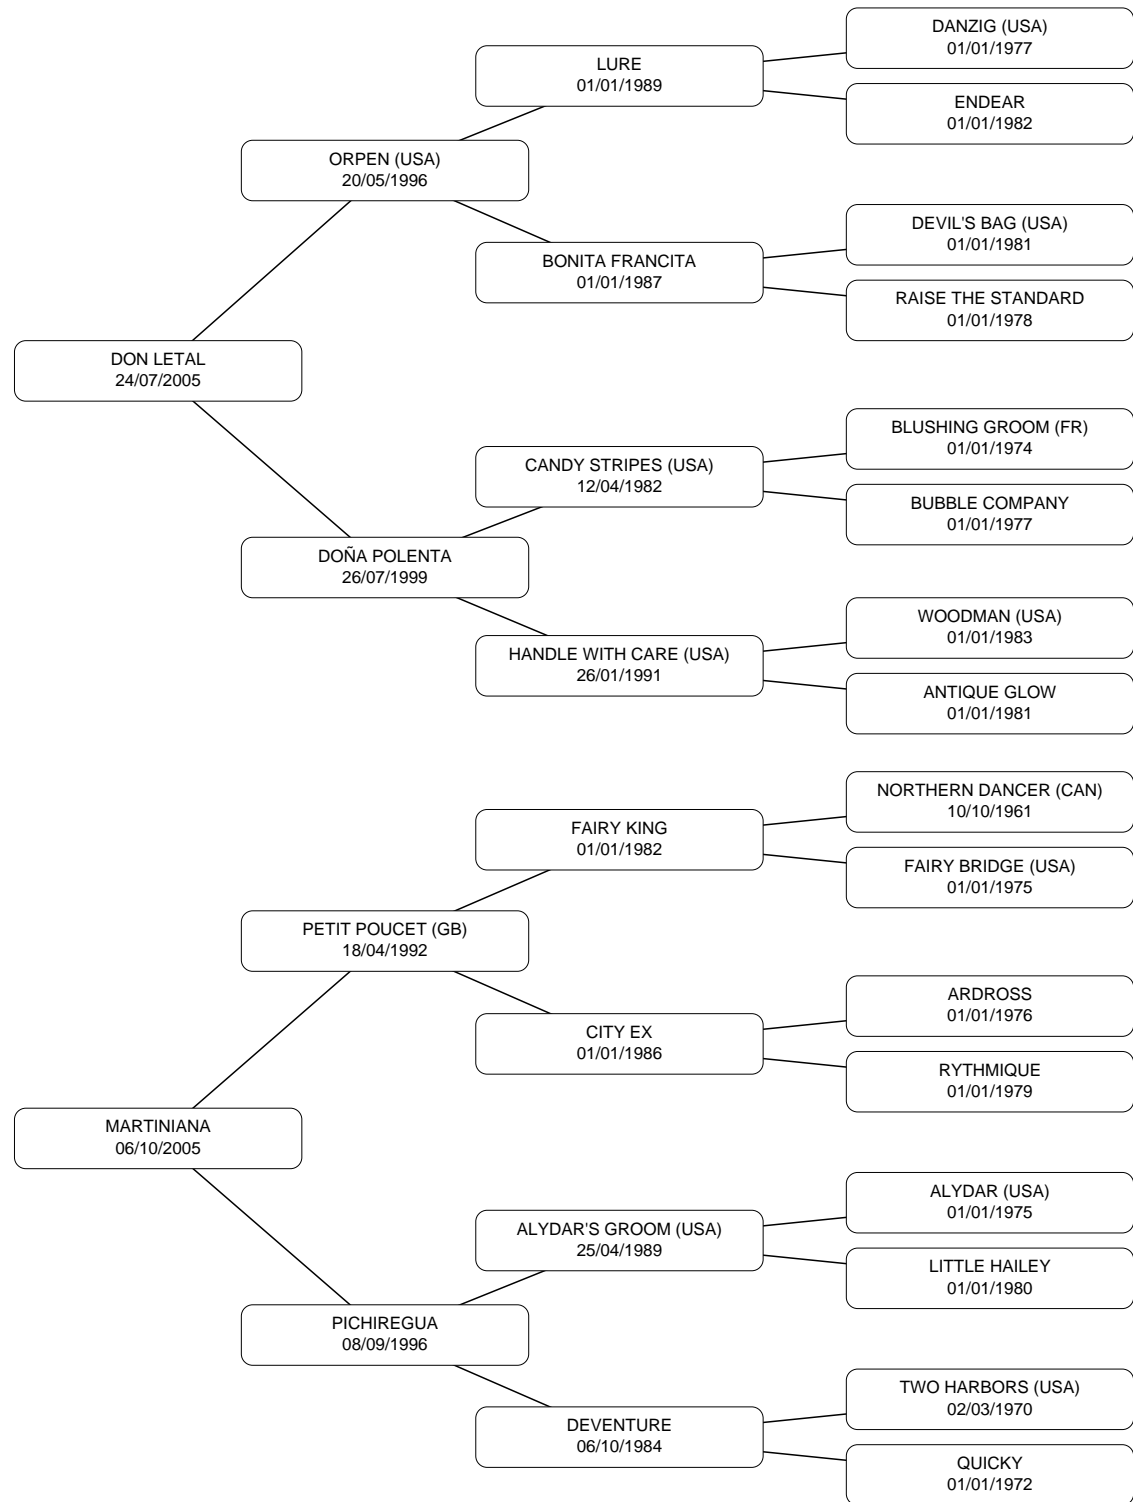 DANZIG (USA)
01/01/1977
LURE
01/01/1989
ENDEAR
01/01/1982
ORPEN (USA)
20/05/1996
DEVIL'S BAG (USA)
01/01/1981
BONITA FRANCITA
01/01/1987
RAISE THE STANDARD
01/01/1978
DON LETAL
24/07/2005
BLUSHING GROOM (FR)
01/01/1974
CANDY STRIPES (USA)
12/04/1982
BUBBLE COMPANY
01/01/1977
DOÑA POLENTA
26/07/1999
WOODMAN (USA)
01/01/1983
HANDLE WITH CARE (USA)
26/01/1991
ANTIQUE GLOW
01/01/1981
NORTHERN DANCER (CAN)
10/10/1961
FAIRY KING
01/01/1982
FAIRY BRIDGE (USA)
01/01/1975
PETIT POUCET (GB)
18/04/1992
ARDROSS
01/01/1976
CITY EX
01/01/1986
RYTHMIQUE
01/01/1979
MARTINIANA
06/10/2005
ALYDAR (USA)
01/01/1975
ALYDAR'S GROOM (USA)
25/04/1989
LITTLE HAILEY
01/01/1980
PICHIREGUA
08/09/1996
TWO HARBORS (USA)
02/03/1970
DEVENTURE
06/10/1984
QUICKY
01/01/1972